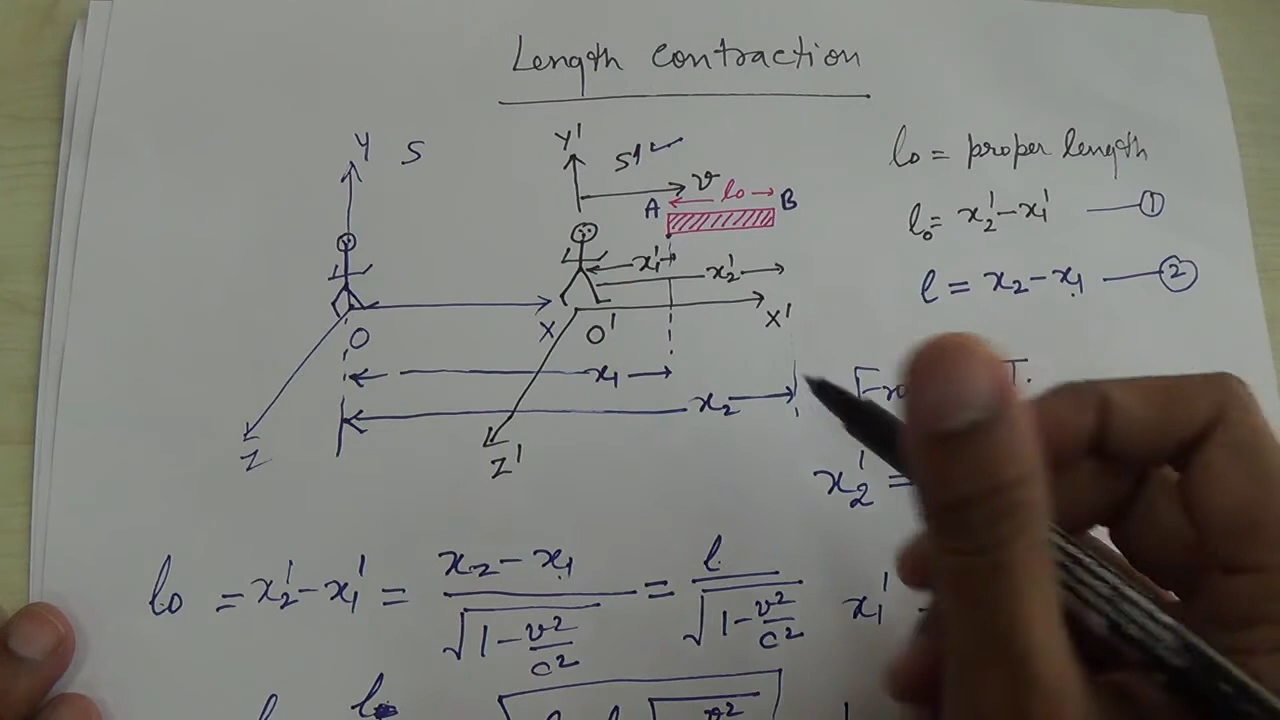 Length contraction
Y S
Y' S'
v
A l₀ B
l₀ = proper length
l₀ = x₂' - x₁' — ①
l = x₂ - x₁ — ②
x₁'
x₂'
O X
O' X'
x₁
x₂
Z
Z'
x₂' =
l₀ = x₂' - x₁' = (x₂ - x₁)/√(1 - v²/c²) = l/√(1 - v²/c²)
x₁'